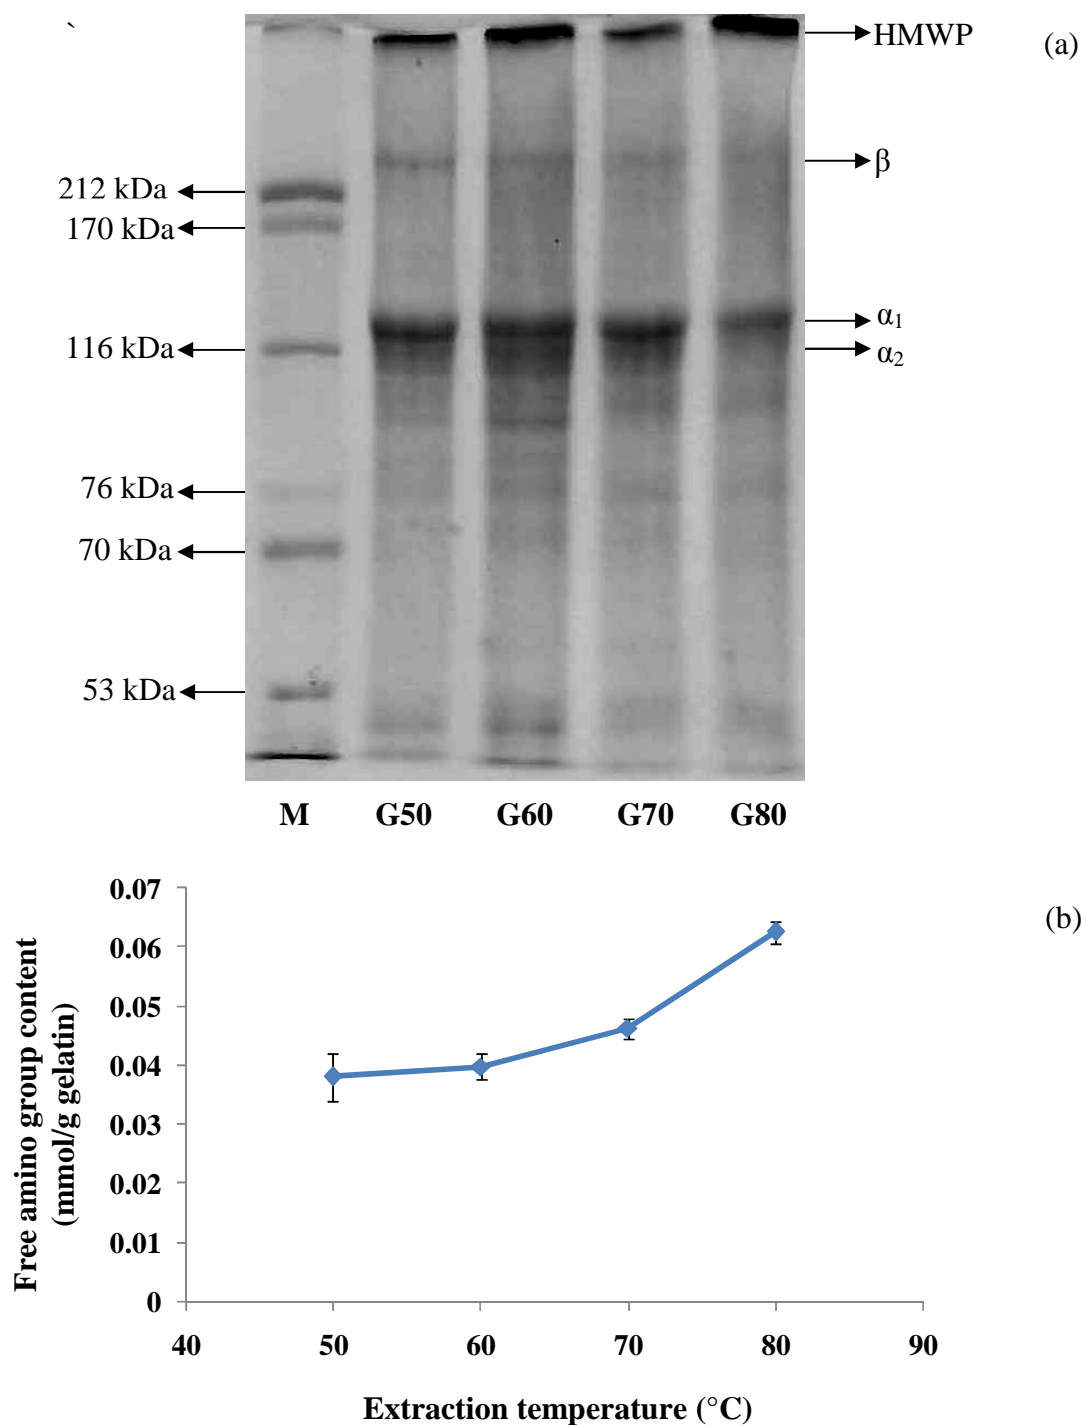 `
HMWP
(a)
β
212 kDa
170 kDa
α₁
116 kDa
α₂
76 kDa
70 kDa
53 kDa
M G50 G60 G70 G80
(b)
Free amino group content
(mmol/g gelatin)
0.07
0.06
0.05
0.04
0.03
0.02
0.01
0
40 50 60 70 80 90
Extraction temperature (°C)